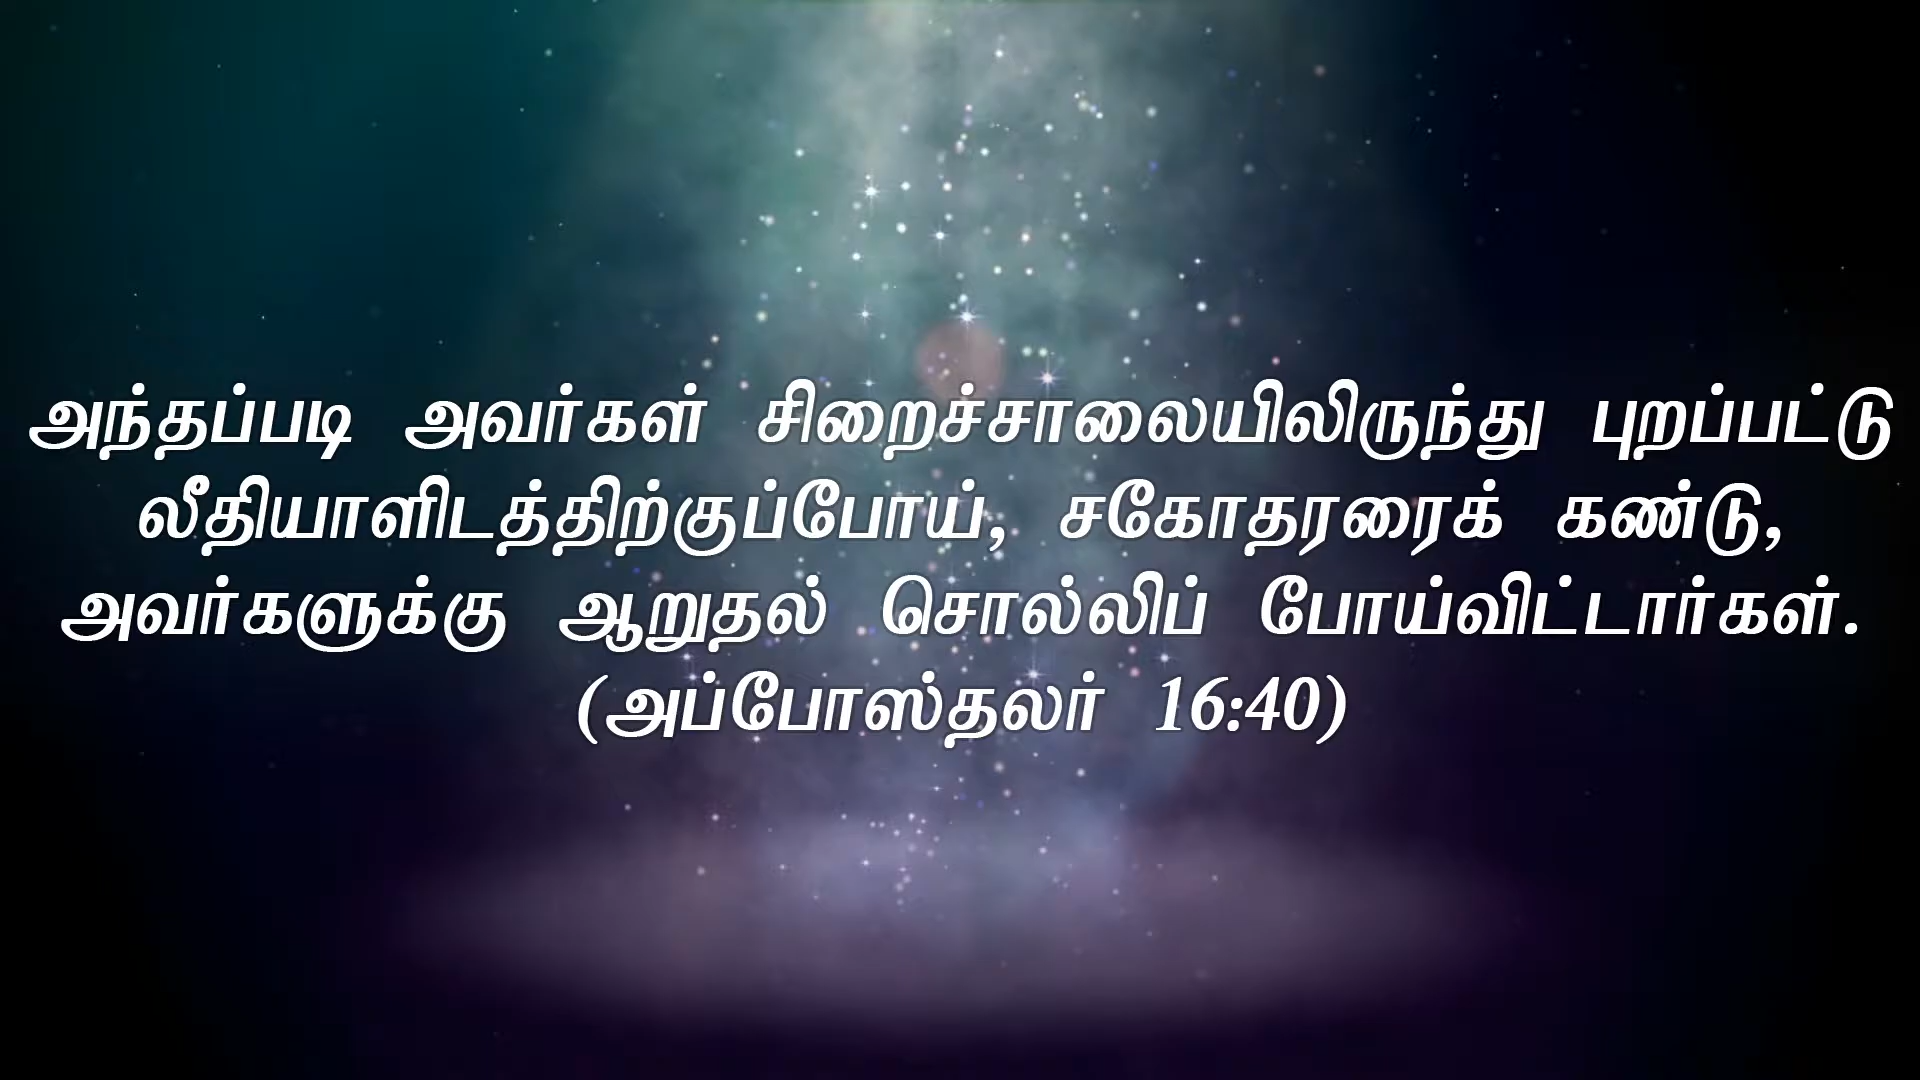 அந்தப்படி அவர்கள் சிறைச்சாலையிலிருந்து புறப்பட்டு
லீதியாளிடத்திற்குப்போய், சகோதரரைக் கண்டு,
அவர்களுக்கு ஆறுதல் சொல்லிப் போய்விட்டார்கள்.
(அப்போஸ்தலர் 16:40)